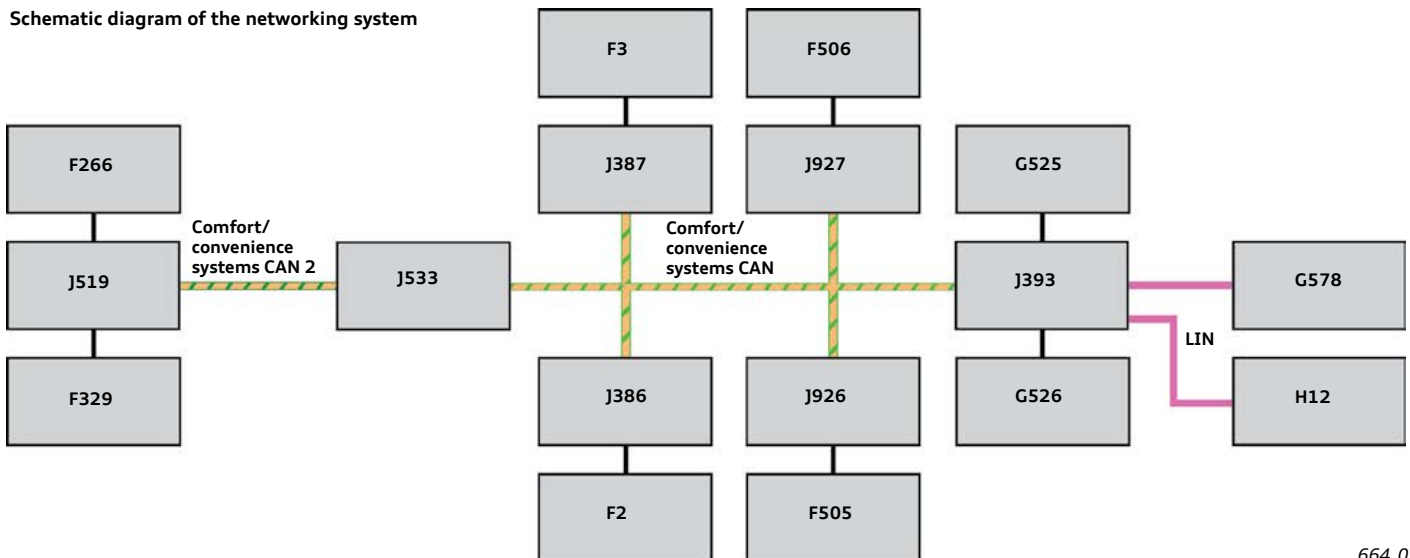 Schematic diagram of the networking system
F3
F506
F266
J387
J927
G525
Comfort/
convenience
systems CAN 2
Comfort/
convenience
systems CAN
J519
J533
J393
G578
LIN
F329
J386
J926
G526
H12
F2
F505